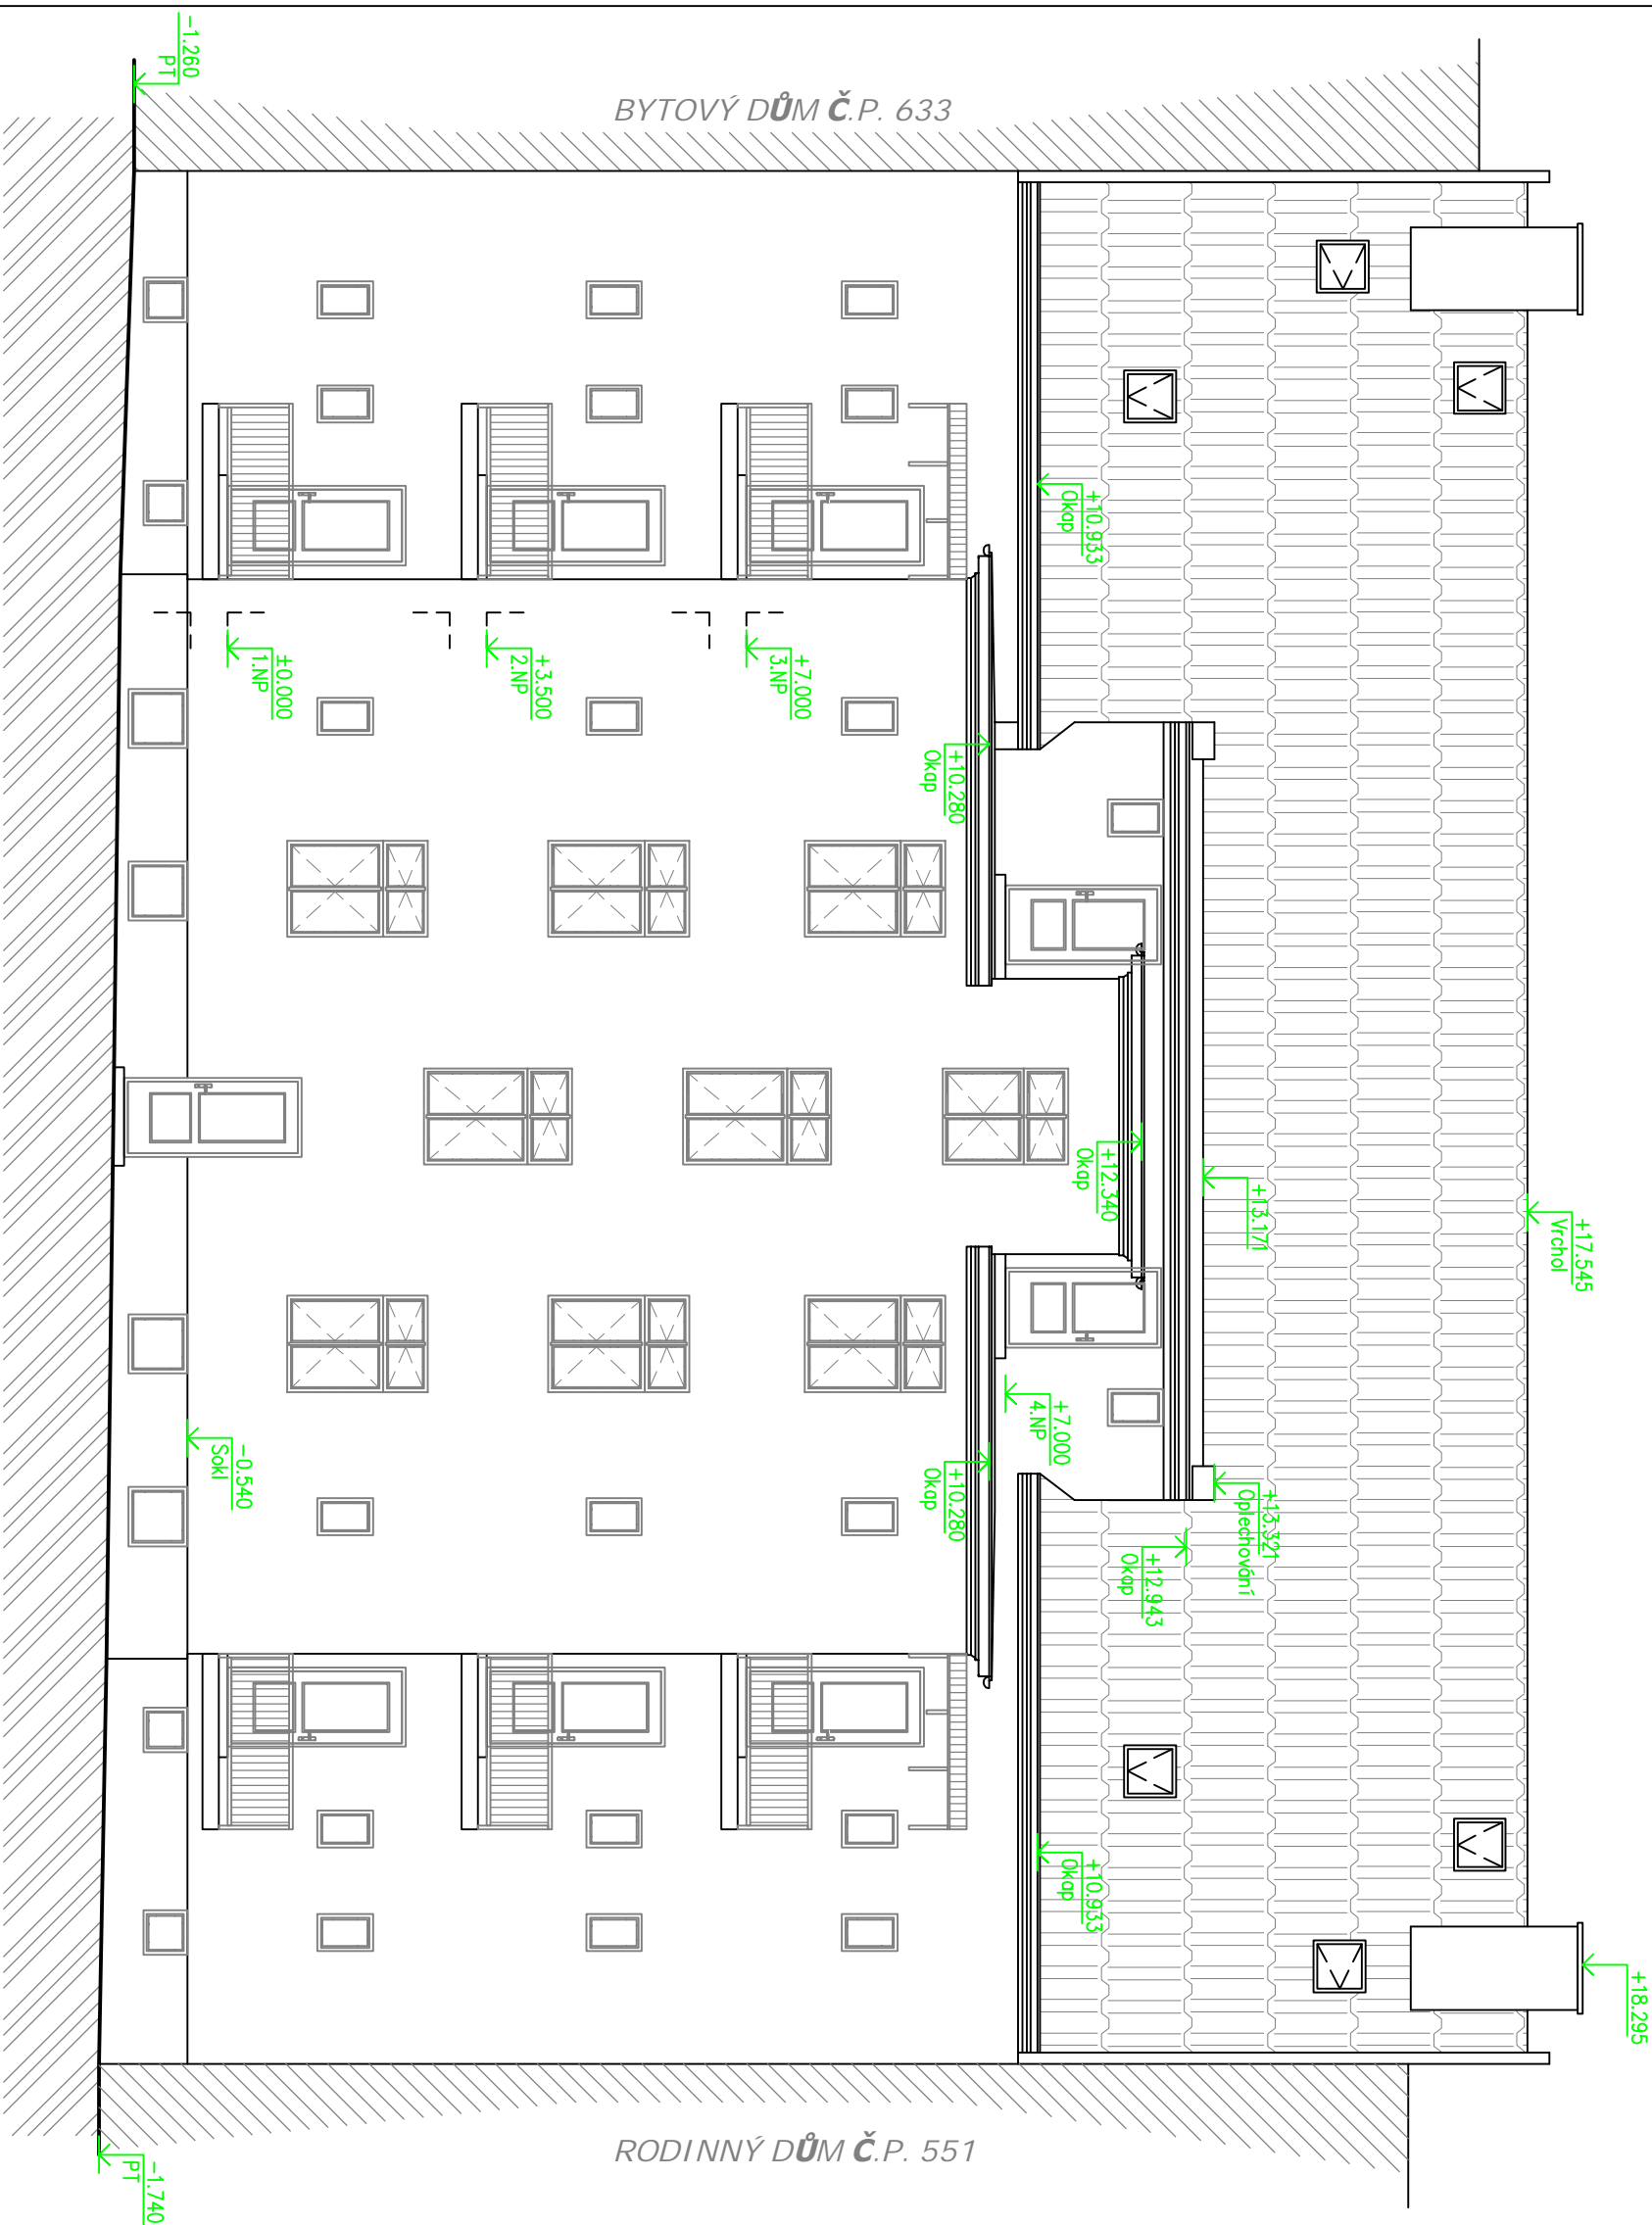 BYTOVÝ DŮM Č.P. 633
-1.260
PT
+10.933
Okap
±0.000
1.NP
+3.500
2.NP
+7.000
3.NP
+10.280
Okap
+12.340
Okap
+13.171
+17.545
Vrchol
+7.000
4.NP
-0.540
Sokl
+10.280
Okap
+13.321
Oplechování
+12.943
Okap
+10.933
Okap
+18.295
RODINNÝ DŮM Č.P. 551
-1.740
PT